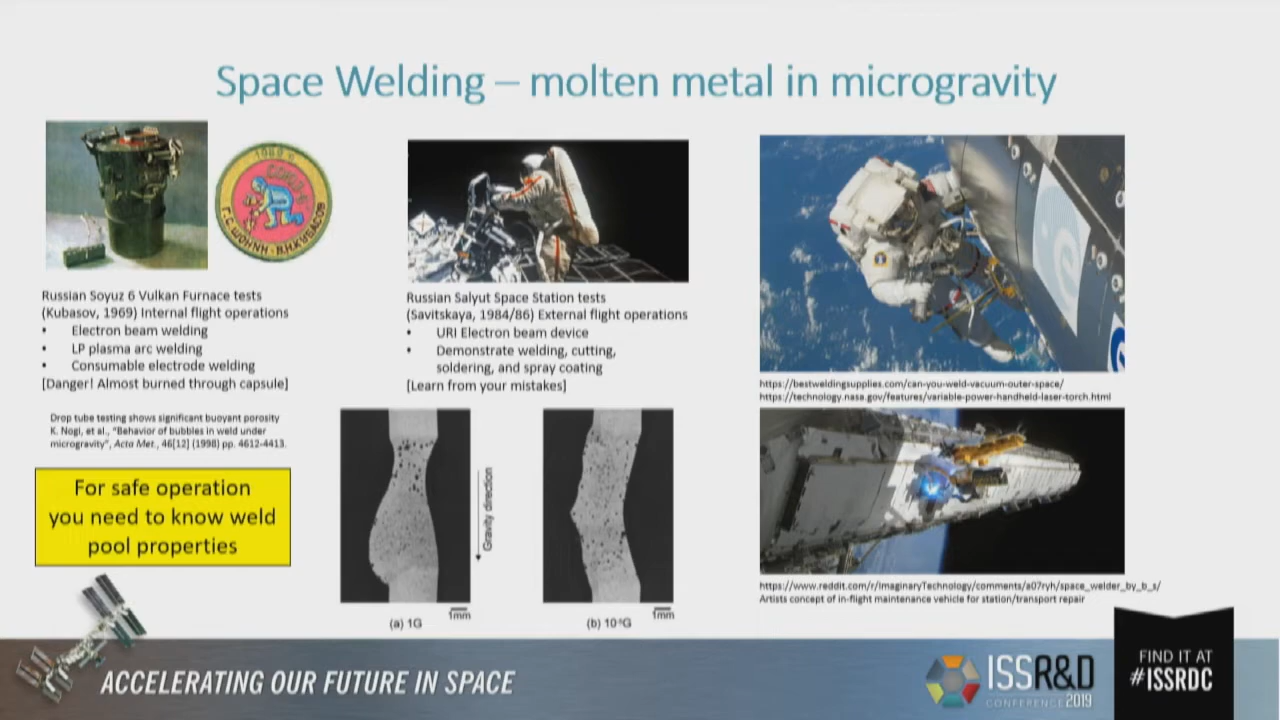 Space Welding – molten metal in microgravity
1969 г.
СОЮЗ-6
Г.С. ШОНИН - В.Н. КУБАСОВ
Russian Soyuz 6 Vulkan Furnace tests
(Kubasov, 1969) Internal flight operations
• Electron beam welding
• LP plasma arc welding
• Consumable electrode welding
[Danger! Almost burned through capsule]
Drop tube testing shows significant buoyant porosity
K. Nogi, et al., "Behavior of bubbles in weld under
microgravity", Acta Met., 46[12] (1998) pp. 4612-4413.
For safe operation
you need to know weld
pool properties
Russian Salyut Space Station tests
(Savitskaya, 1984/86) External flight operations
• URI Electron beam device
• Demonstrate welding, cutting,
soldering, and spray coating
[Learn from your mistakes]
Gravity direction
1mm
(a) 1G
1mm
https://bestweldingsupplies.com/can-you-weld-vacuum-outer-space/
https://technology.nasa.gov/features/variable-power-handheld-laser-torch.html
https://www.reddit.com/r/ImaginaryTechnology/comments/a07ryh/space_welder_by_b_s/
Artists concept of in-flight maintenance vehicle for station/transport repair
ACCELERATING OUR FUTURE IN SPACE
ISSR&D
CONFERENCE 2019
FIND IT AT
#ISSRDC